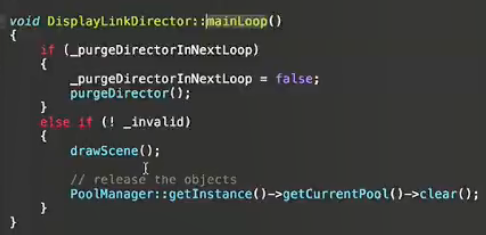 void DisplayLinkDirector::mainLoop()
{
if (_purgeDirectorInNextLoop)
{
_purgeDirectorInNextLoop = false;
purgeDirector();
}
else if (! _invalid)
{
drawScene();
// release the objects
PoolManager::getInstance()->getCurrentPool()->clear();
}
}